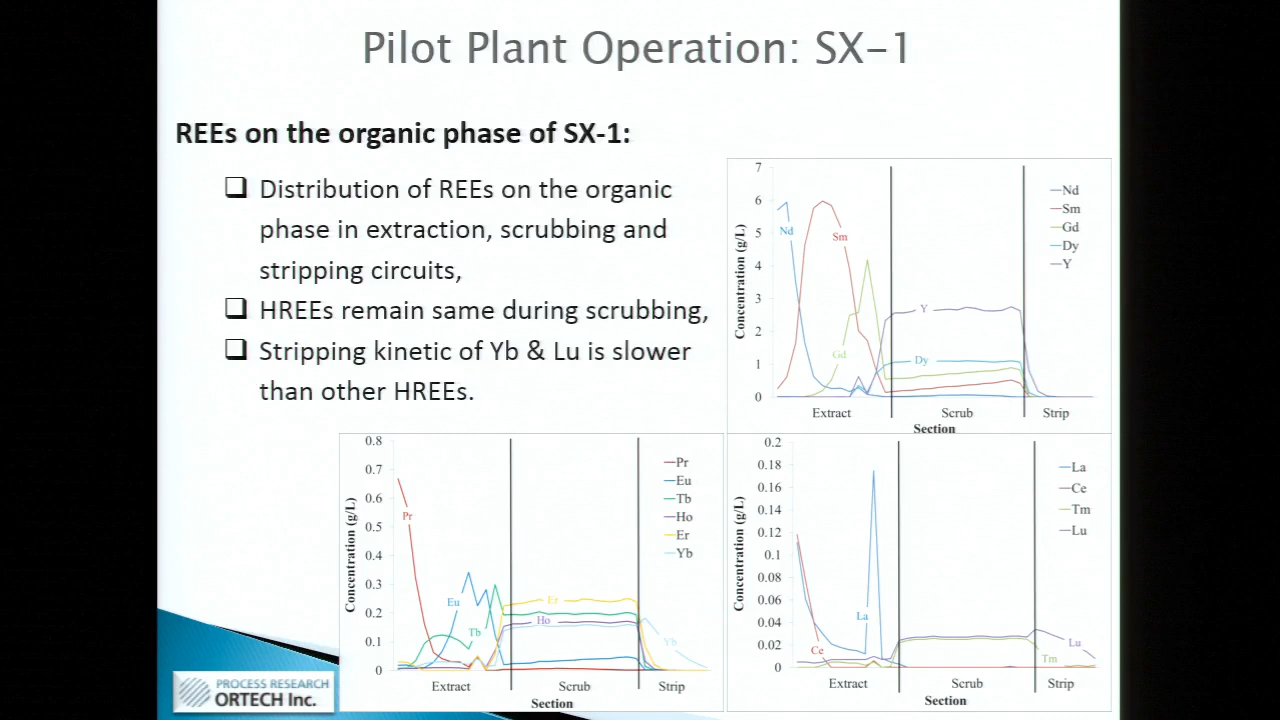 Pilot Plant Operation: SX-1
REEs on the organic phase of SX-1:
Distribution of REEs on the organic
phase in extraction, scrubbing and
stripping circuits,
HREEs remain same during scrubbing,
Stripping kinetic of Yb & Lu is slower
than other HREEs.
7
6
5
4
3
2
1
0
Concentration (g/L)
Nd
Sm
Gd
Y
Dy
Nd
Sm
Gd
Dy
Y
Extract
Scrub
Strip
Section
0.8
0.7
0.6
0.5
0.4
0.3
0.2
0.1
0
Concentration (g/L)
Pr
Eu
Tb
Er
Ho
Yb
Pr
Eu
Tb
Ho
Er
Yb
Extract
Scrub
Strip
Section
0.2
0.18
0.16
0.14
0.12
0.1
0.08
0.06
0.04
0.02
0
Concentration (g/L)
Ce
La
Lu
Tm
La
Ce
Tm
Lu
Extract
Scrub
Strip
Section
PROCESS RESEARCH
ORTECH Inc.